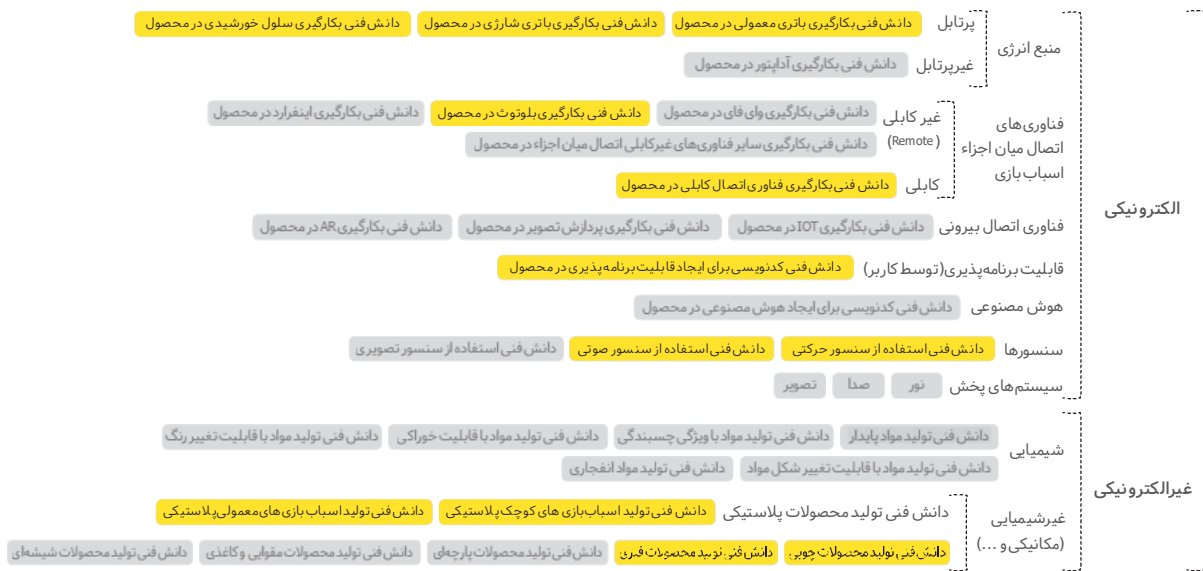 الکترونیکی
منبع انرژی
پرتابل
دانش فنی بکارگیری باتری معمولی در محصول
دانش فنی بکارگیری باتری شارژی در محصول
دانش فنی بکارگیری سلول خورشیدی در محصول
غیرپرتابل
دانش فنی بکارگیری آداپتور در محصول
فناوری‌های
اتصال میان اجزاء
اسباب بازی
غیر کابلی
(Remote)
دانش فنی بکارگیری وای فای در محصول
دانش فنی بکارگیری بلوتوث در محصول
دانش فنی بکارگیری اینفرارد در محصول
دانش فنی بکارگیری سایر فناوری‌های غیرکابلی اتصال میان اجزاء در محصول
کابلی
دانش فنی بکارگیری فناوری اتصال کابلی در محصول
فناوری اتصال بیرونی
دانش فنی بکارگیری IOT در محصول
دانش فنی بکارگیری پردازش تصویر در محصول
دانش فنی بکارگیری AR در محصول
قابلیت برنامه‌پذیری(توسط کاربر)
دانش فنی کدنویسی برای ایجاد قابلیت برنامه‌پذیری در محصول
هوش مصنوعی
دانش فنی کدنویسی برای ایجاد هوش مصنوعی در محصول
سنسورها
دانش فنی استفاده از سنسور حرکتی
دانش فنی استفاده از سنسور صوتی
دانش فنی استفاده از سنسور تصویری
سیستم‌های پخش
نور
صدا
تصویر
غیرالکترونیکی
شیمیایی
دانش فنی تولید مواد پایدار
دانش فنی تولید مواد با ویژگی چسبندگی
دانش فنی تولید مواد با قابلیت خوراکی
دانش فنی تولید مواد با قابلیت تغییر رنگ
دانش فنی تولید مواد با قابلیت تغییر شکل مواد
دانش فنی تولید مواد انفجاری
غیرشیمیایی
(مکانیکی و ...)
دانش فنی تولید محصولات پلاستیکی
دانش فنی تولید اسباب‌بازی های کوچک پلاستیکی
دانش فنی تولید اسباب بازی های معمولی پلاستیکی
دانش فنی تولید محصولات چوبی
دانش فنی تولید محصولات فلزی
دانش فنی تولید محصولات پارچه‌ای
دانش فنی تولید محصولات مقوایی و کاغذی
دانش فنی تولید محصولات شیشه‌ای